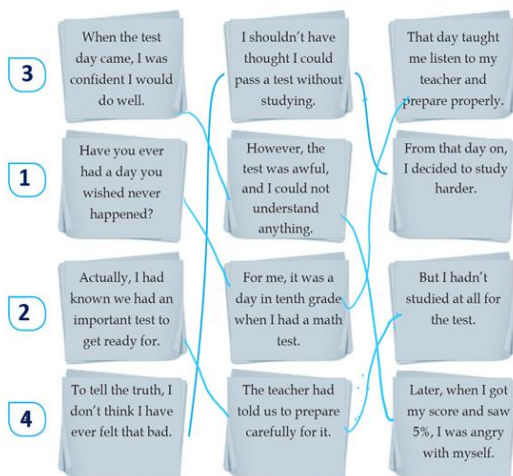 3
When the test
day came, I was
confident I would
do well.
I shouldn't have
thought I could
pass a test without
studying.
That day taught
me listen to my
teacher and
prepare properly.
1
Have you ever
had a day you
wished never
happened?
However, the
test was awful,
and I could not
understand
anything.
From that day on,
I decided to study
harder.
2
Actually, I had
known we had an
important test to
get ready for.
For me, it was a
day in tenth grade
when I had a math
test.
But I hadn't
studied at all for
the test.
4
To tell the truth, I
don't think I have
ever felt that bad.
The teacher had
told us to prepare
carefully for it.
Later, when I got
my score and saw
5%, I was angry
with myself.